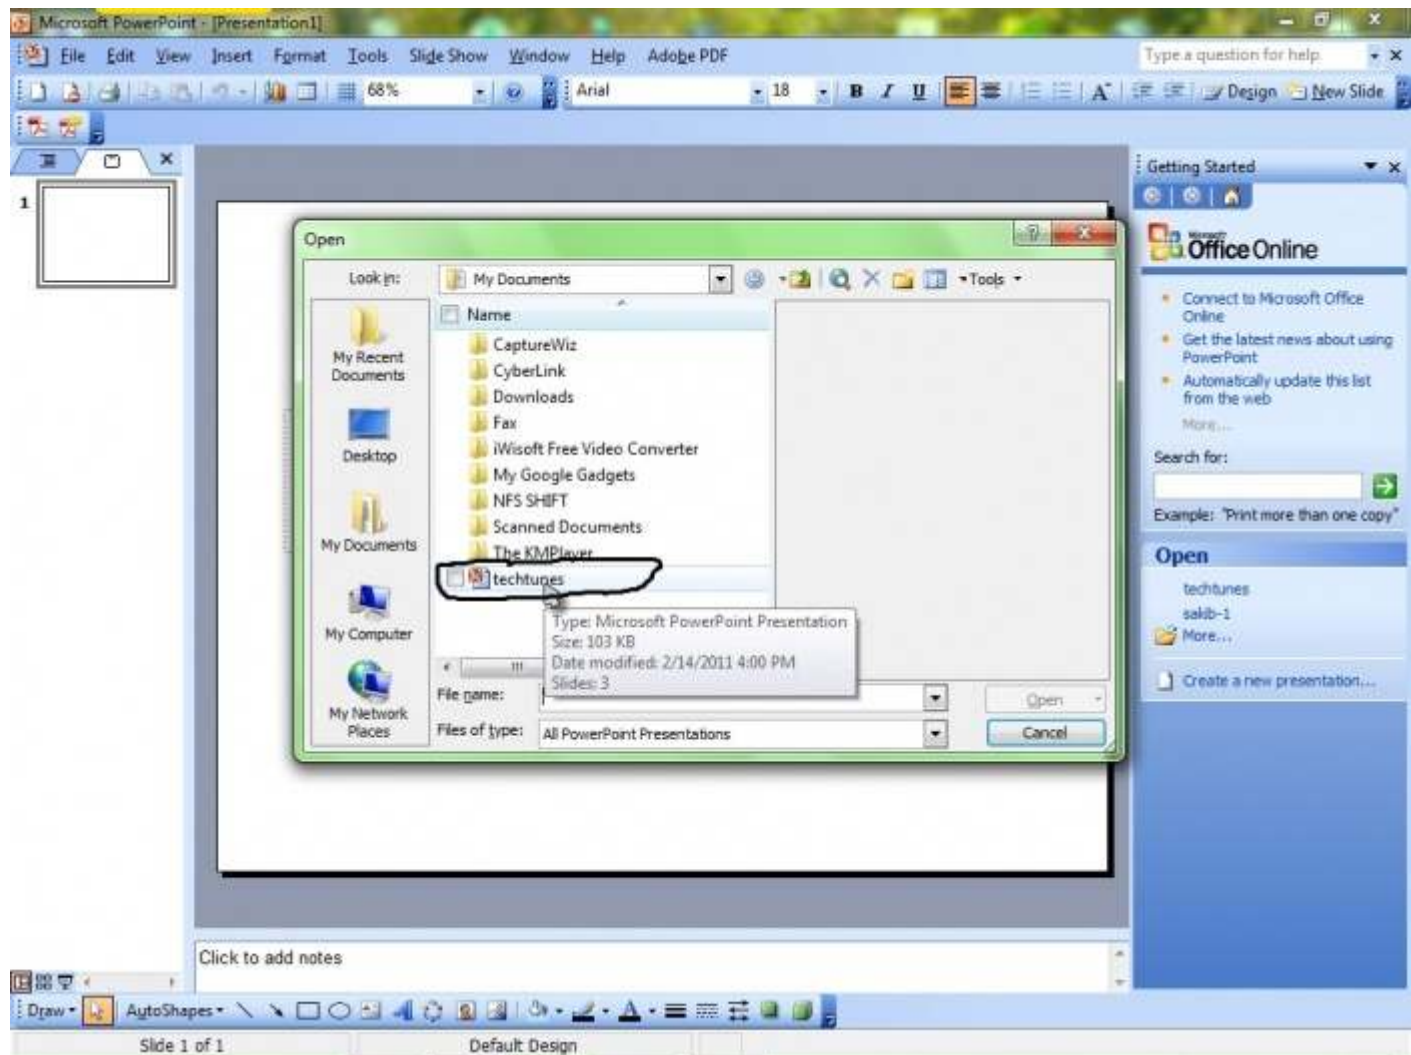 Microsoft PowerPoint - [Presentation1]
File Edit View Insert Format Tools Slide Show Window Help Adobe PDF
Type a question for help
68%
Arial
18
B I U
Design New Slide
1
Getting Started
Microsoft
Office Online
Connect to Microsoft Office
Online
Get the latest news about using
PowerPoint
Automatically update this list
from the web
More...
Search for:
Example: "Print more than one copy"
Open
techtunes
sakib-1
More...
Create a new presentation...
Open
Look in:
My Documents
Tools
My Recent
Documents
Desktop
My Documents
My Computer
My Network
Places
Name
CaptureWiz
CyberLink
Downloads
Fax
iWisoft Free Video Converter
My Google Gadgets
NFS SHIFT
Scanned Documents
The KMPlayer
techtunes
Type: Microsoft PowerPoint Presentation
Size: 103 KB
Date modified: 2/14/2011 4:00 PM
Slides: 3
File name:
Open
Files of type:
All PowerPoint Presentations
Cancel
Click to add notes
Draw
AutoShapes
Slide 1 of 1
Default Design